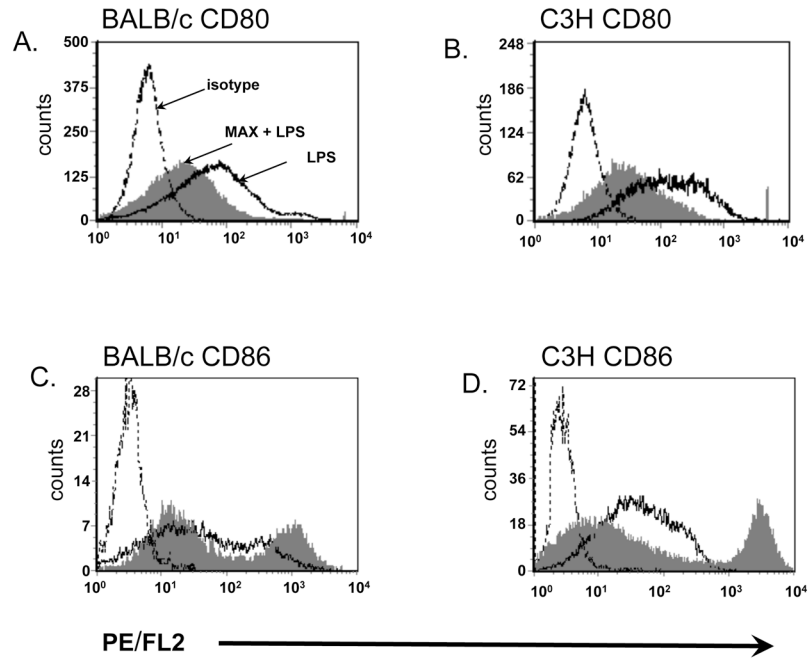 A.
BALB/c CD80
counts
500
375
250
125
0
isotype
MAX + LPS
LPS
10⁰ 10¹ 10² 10³ 10⁴
B.
C3H CD80
counts
248
186
124
62
0
10⁰ 10¹ 10² 10³ 10⁴
C.
BALB/c CD86
counts
28
21
14
7
0
10⁰ 10¹ 10² 10³ 10⁴
D.
C3H CD86
counts
72
54
36
18
0
10⁰ 10¹ 10² 10³ 10⁴
PE/FL2